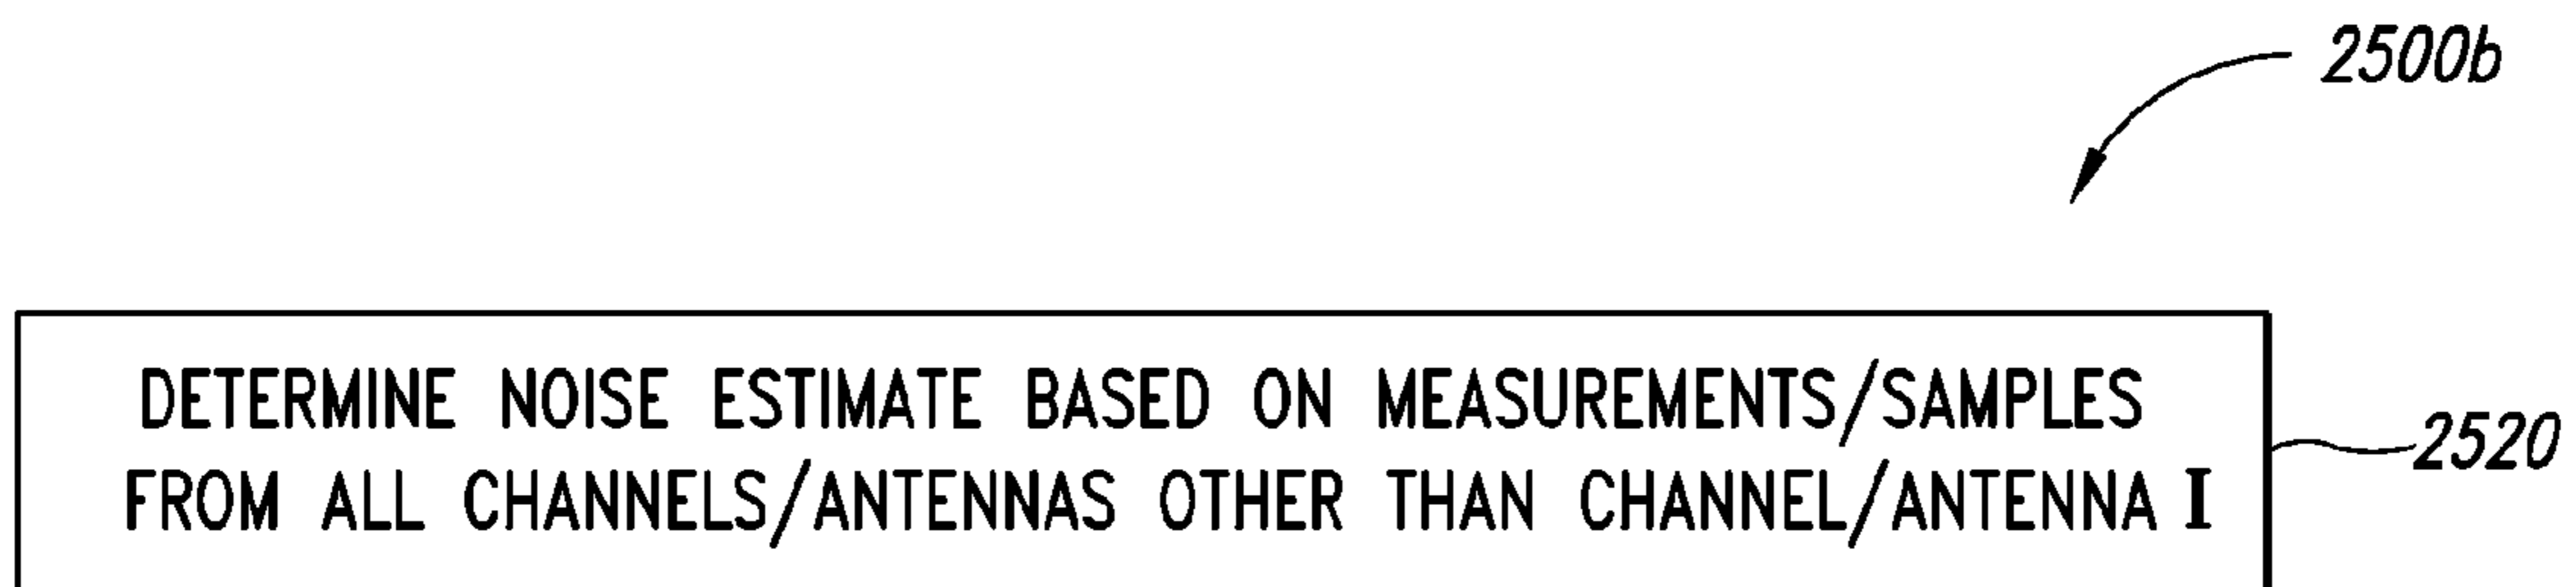 2500b
DETERMINE NOISE ESTIMATE BASED ON MEASUREMENTS/SAMPLES
FROM ALL CHANNELS/ANTENNAS OTHER THAN CHANNEL/ANTENNA I
2520